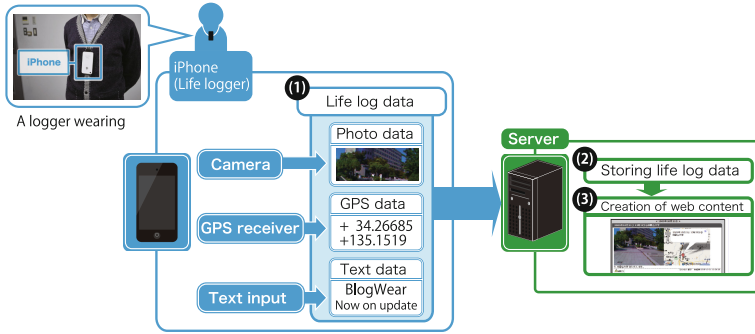 iPhone
A logger wearing
iPhone
(Life logger)
(1)
Life log data
Camera
Photo data
GPS receiver
GPS data
+ 34.26685
+135.1519
Text input
Text data
BlogWear
Now on update
Server
(2)
Storing life log data
(3)
Creation of web content